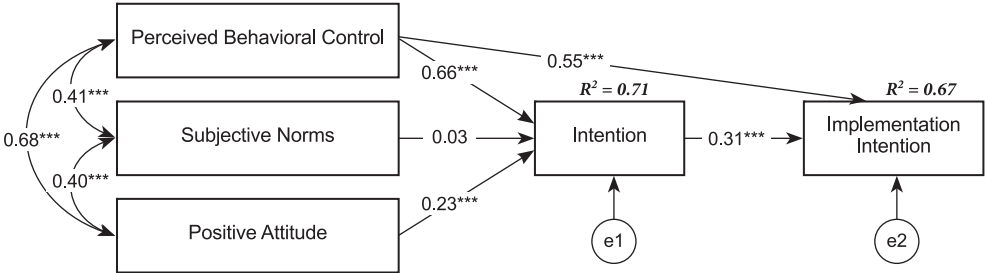 Perceived Behavioral Control
0.55***
0.66***
R² = 0.71
R² = 0.67
0.41***
0.68***
Subjective Norms
0.03
Intention
0.31***
Implementation
Intention
0.40***
0.23***
Positive Attitude
e1
e2